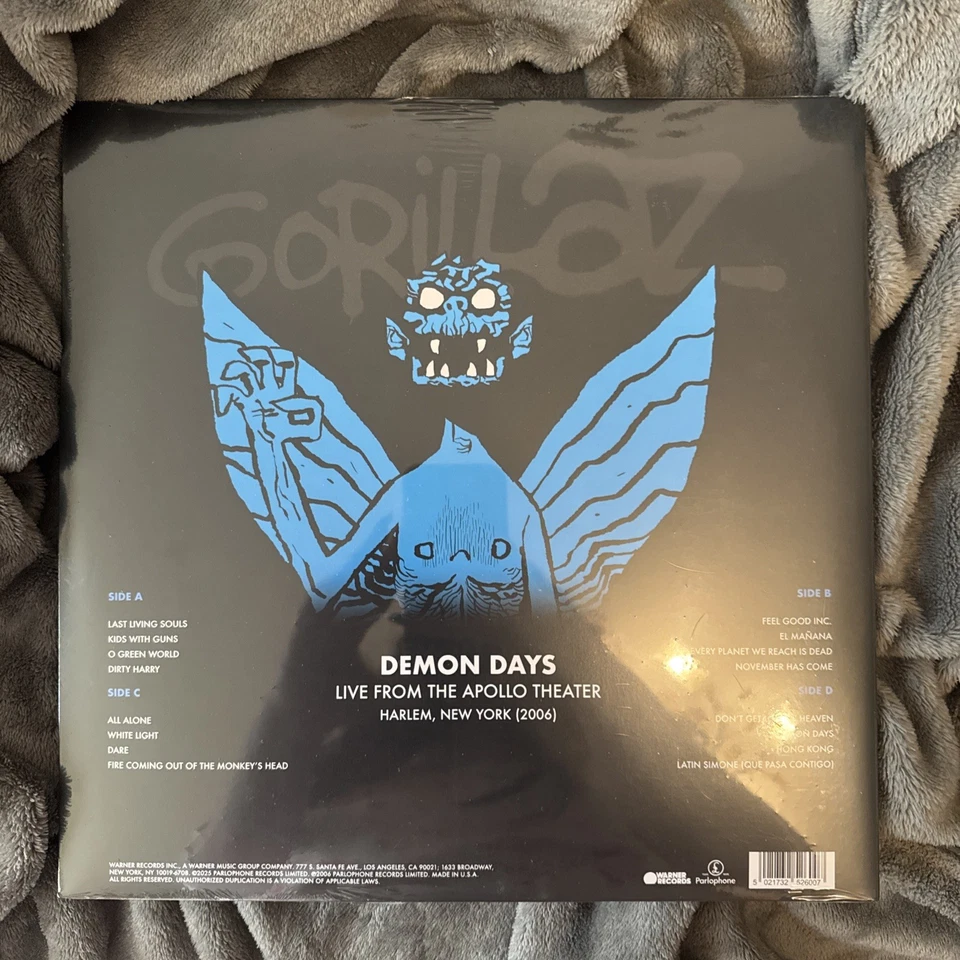 GORILLAZ
SIDE A
LAST LIVING SOULS
KIDS WITH GUNS
O GREEN WORLD
DIRTY HARRY
SIDE C
ALL ALONE
WHITE LIGHT
DARE
FIRE COMING OUT OF THE MONKEY'S HEAD
DEMON DAYS
LIVE FROM THE APOLLO THEATER
HARLEM, NEW YORK (2006)
SIDE B
FEEL GOOD INC.
EL MAÑANA
EVERY PLANET WE REACH IS DEAD
NOVEMBER HAS COME
SIDE D
DON'T GET HEAVEN
DAYS
HONG KONG
LATIN SIMONE (QUE PASA CONTIGO)
WARNER RECORDS INC., A WARNER MUSIC GROUP COMPANY. 777 S. SANTA FE AVE., LOS ANGELES, CA 90021; 1633 BROADWAY,
NEW YORK, NY 10019-6708. ©2025 PARLOPHONE RECORDS LIMITED. ℗2006 PARLOPHONE RECORDS LIMITED. MADE IN U.S.A.
ALL RIGHTS RESERVED. UNAUTHORIZED DUPLICATION IS A VIOLATION OF APPLICABLE LAWS.
WARNER
RECORDS
Parlophone
5 021732 526007